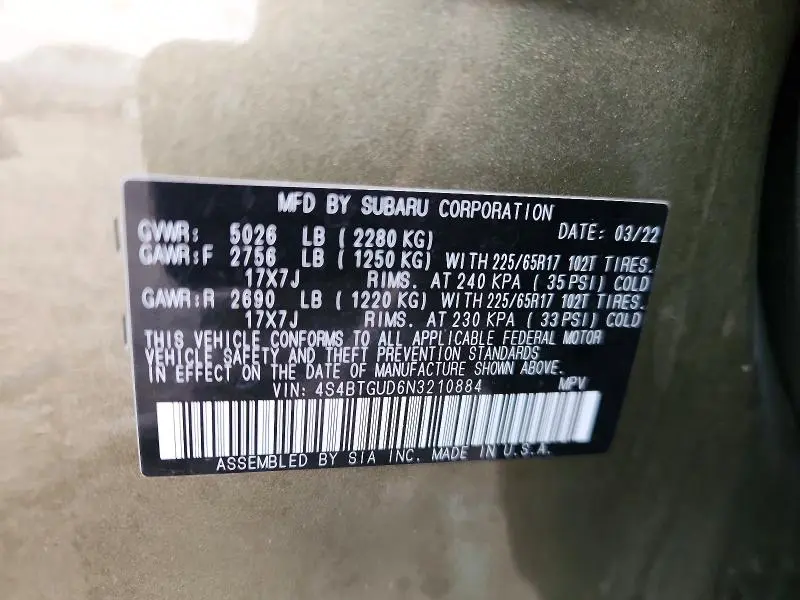 MFD BY SUBARU CORPORATION
DATE: 03/22
GVWR: 5026 LB (2280 KG)
GAWR:F 2756 LB (1250 KG) WITH 225/65R17 102T TIRES.
17X7J RIMS. AT 240 KPA (35 PSI) COLD
GAWR:R 2690 LB (1220 KG) WITH 225/65R17 102T TIRES.
17X7J RIMS. AT 230 KPA (33 PSI) COLD
THIS VEHICLE CONFORMS TO ALL APPLICABLE FEDERAL MOTOR
VEHICLE SAFETY AND THEFT PREVENTION STANDARDS
IN EFFECT ON THE DATE OF MANUFACTURE SHOWN ABOVE.
VIN: 4S4BTGUD6N3210884 MPV
ASSEMBLED BY SIA INC. MADE IN U.S.A.